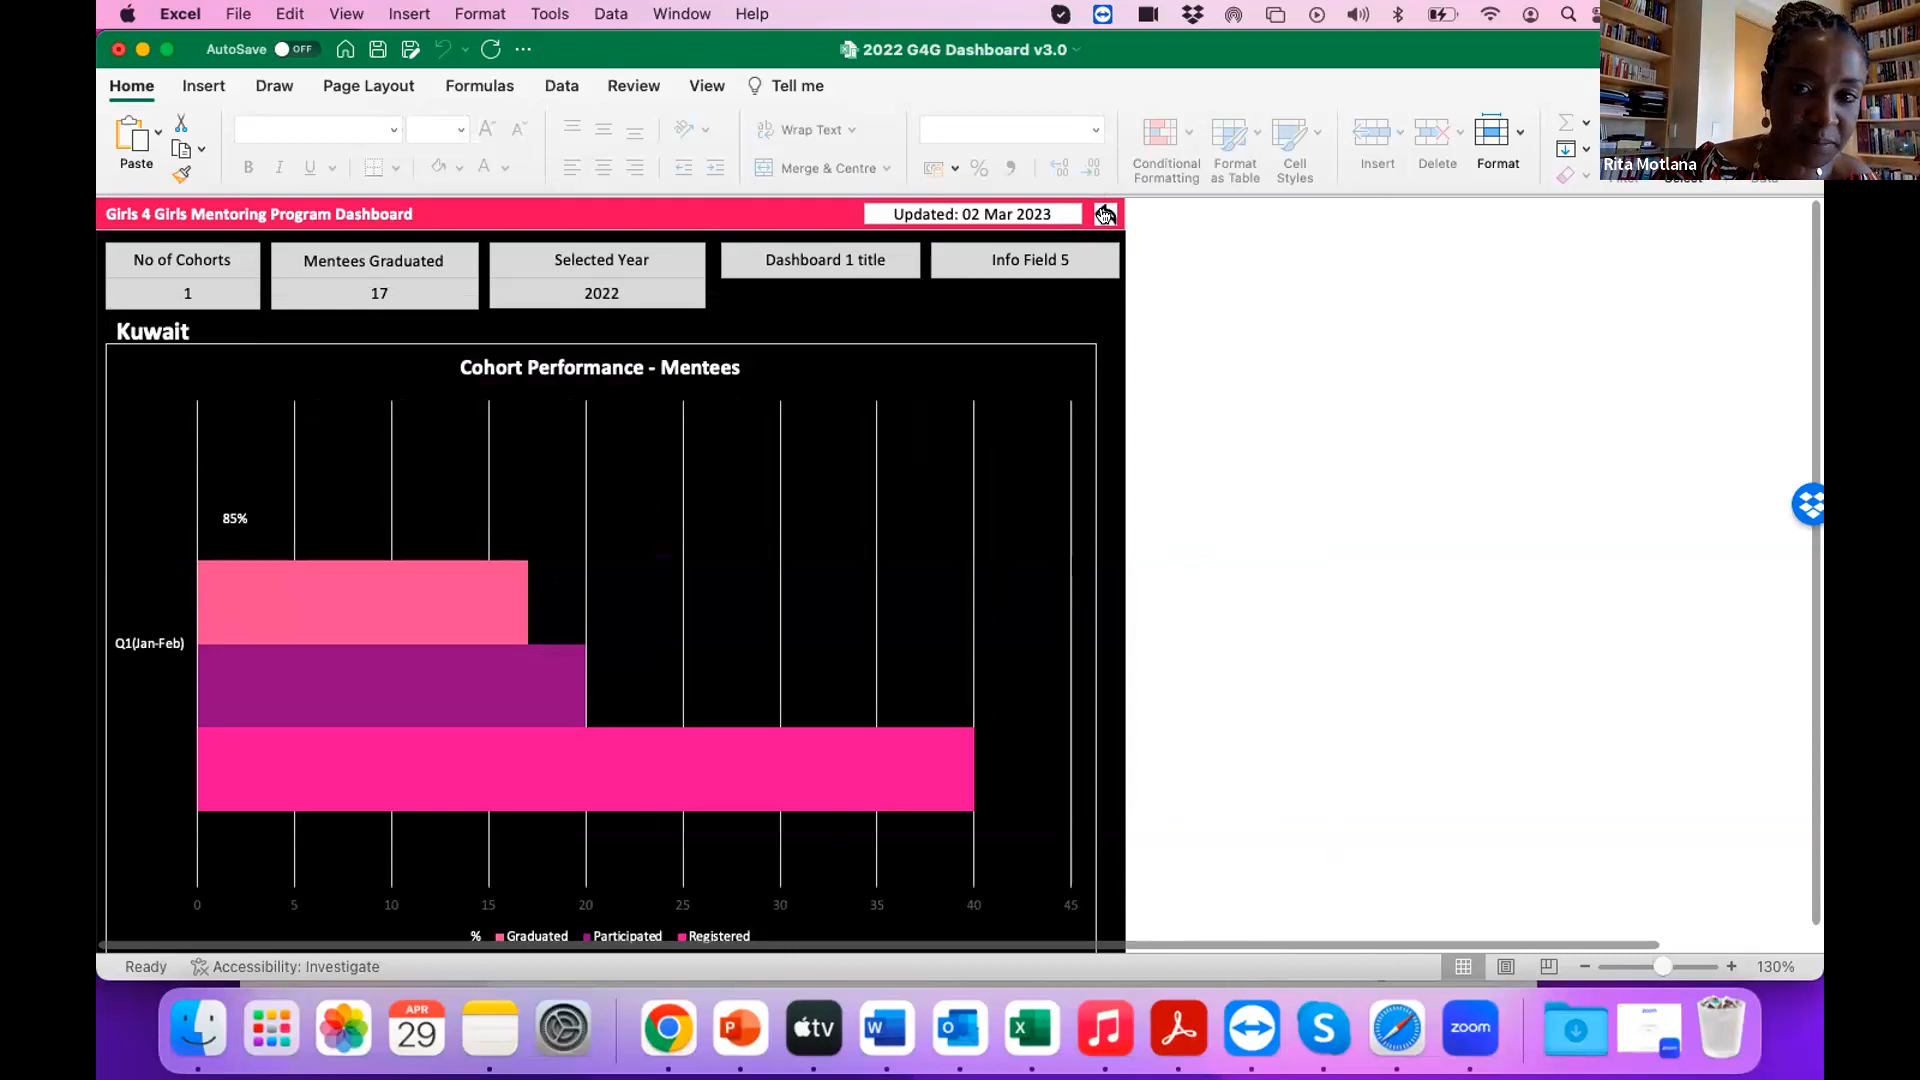 Excel File Edit View Insert Format Tools Data Window Help
AutoSave OFF
2022 G4G Dashboard v3.0
Home Insert Draw Page Layout Formulas Data Review View Tell me
Paste
B I U
A
Wrap Text
Merge & Centre
%
Conditional Formatting
Format as Table
Cell Styles
Insert
Delete
Format
Rita Motlana
Girls 4 Girls Mentoring Program Dashboard
Updated: 02 Mar 2023
No of Cohorts
1
Mentees Graduated
17
Selected Year
2022
Dashboard 1 title
Info Field 5
Kuwait
Cohort Performance - Mentees
85%
Q1(Jan-Feb)
0 5 10 15 20 25 30 35 40 45
% Graduated Participated Registered
Ready Accessibility: Investigate
130%
APR
29
P
tv
W
O
X
S
zoom
zoom